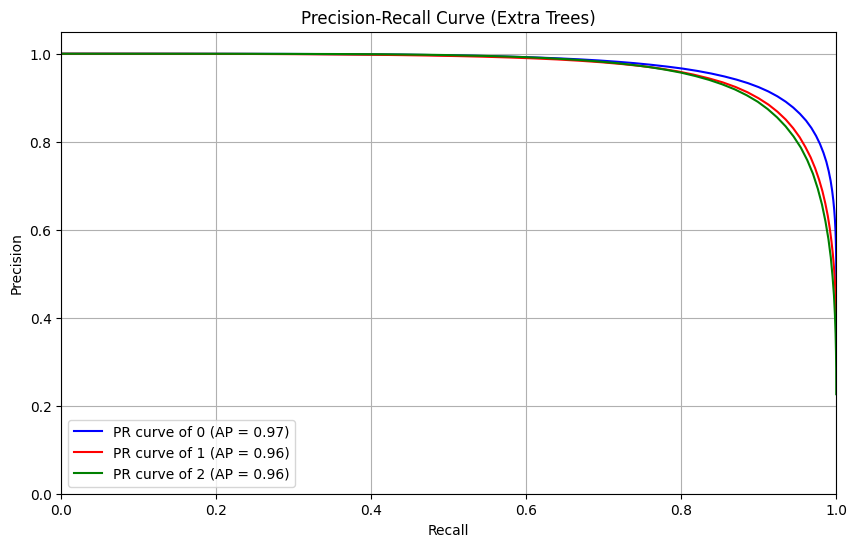 Precision-Recall Curve (Extra Trees)
1.0
0.8
0.6
0.4
0.2
0.0
Precision
PR curve of 0 (AP = 0.97)
PR curve of 1 (AP = 0.96)
PR curve of 2 (AP = 0.96)
0.0 0.2 0.4 0.6 0.8 1.0
Recall